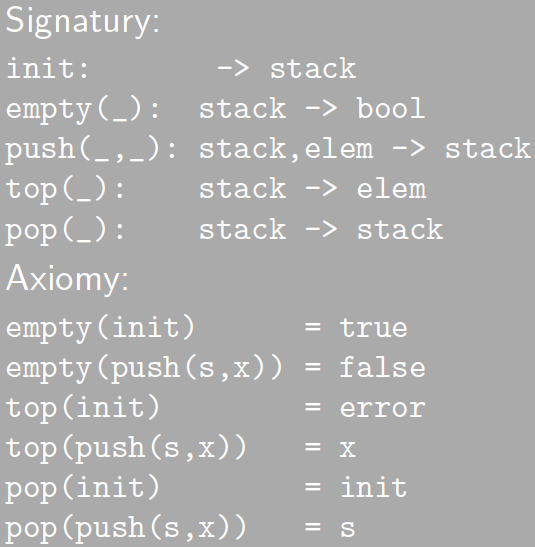 Signatury:
init: -> stack
empty(_): stack -> bool
push(_,_): stack,elem -> stack
top(_): stack -> elem
pop(_): stack -> stack
Axiomy:
empty(init) = true
empty(push(s,x)) = false
top(init) = error
top(push(s,x)) = x
pop(init) = init
pop(push(s,x)) = s